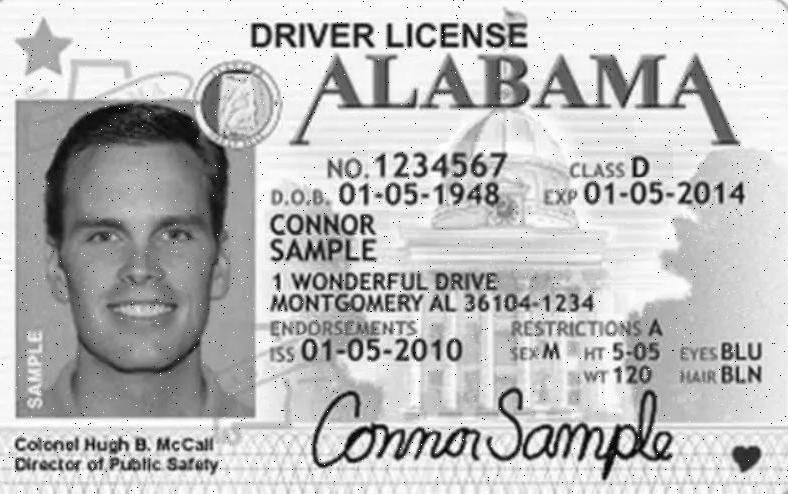 DRIVER LICENSE
ALABAMA
NO. 1234567 CLASS D
D.O.B. 01-05-1948 EXP 01-05-2014
CONNOR
SAMPLE
1 WONDERFUL DRIVE
MONTGOMERY AL 36104-1234
ENDORSEMENTS RESTRICTIONS A
ISS 01-05-2010 SEX M HT 5-05 EYES BLU
WT 120 HAIR BLN
SAMPLE
Connor Sample
Colonel Hugh B. McCall
Director of Public Safety